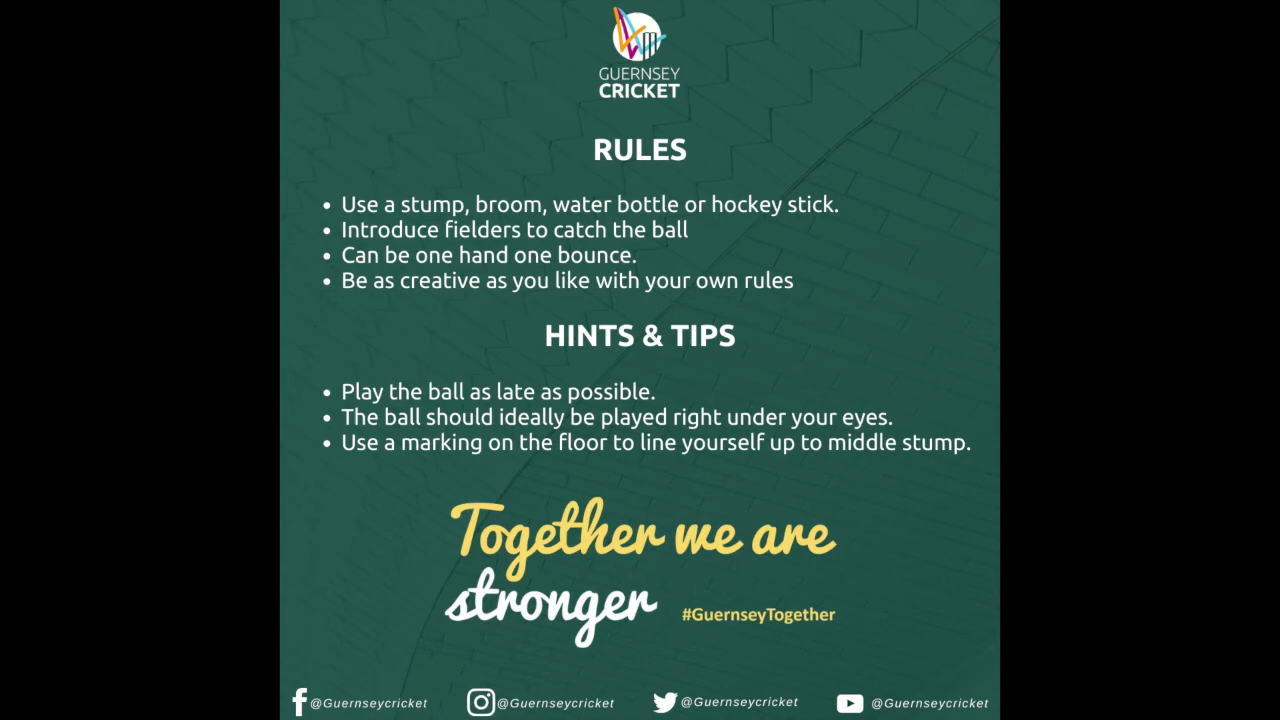 GUERNSEY
CRICKET
RULES
• Use a stump, broom, water bottle or hockey stick.
• Introduce fielders to catch the ball
• Can be one hand one bounce.
• Be as creative as you like with your own rules
HINTS & TIPS
• Play the ball as late as possible.
• The ball should ideally be played right under your eyes.
• Use a marking on the floor to line yourself up to middle stump.
Together we are
stronger #GuernseyTogether
@Guernseycricket @Guernseycricket @Guernseycricket @Guernseycricket